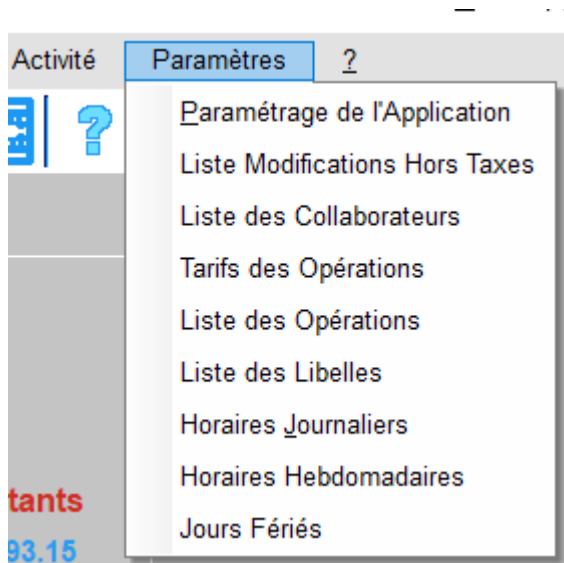 Activité Paramètres ?
Paramétrage de l'Application
Liste Modifications Hors Taxes
Liste des Collaborateurs
Tarifs des Opérations
Liste des Opérations
Liste des Libelles
Horaires Journaliers
Horaires Hebdomadaires
tants
Jours Fériés
93.15